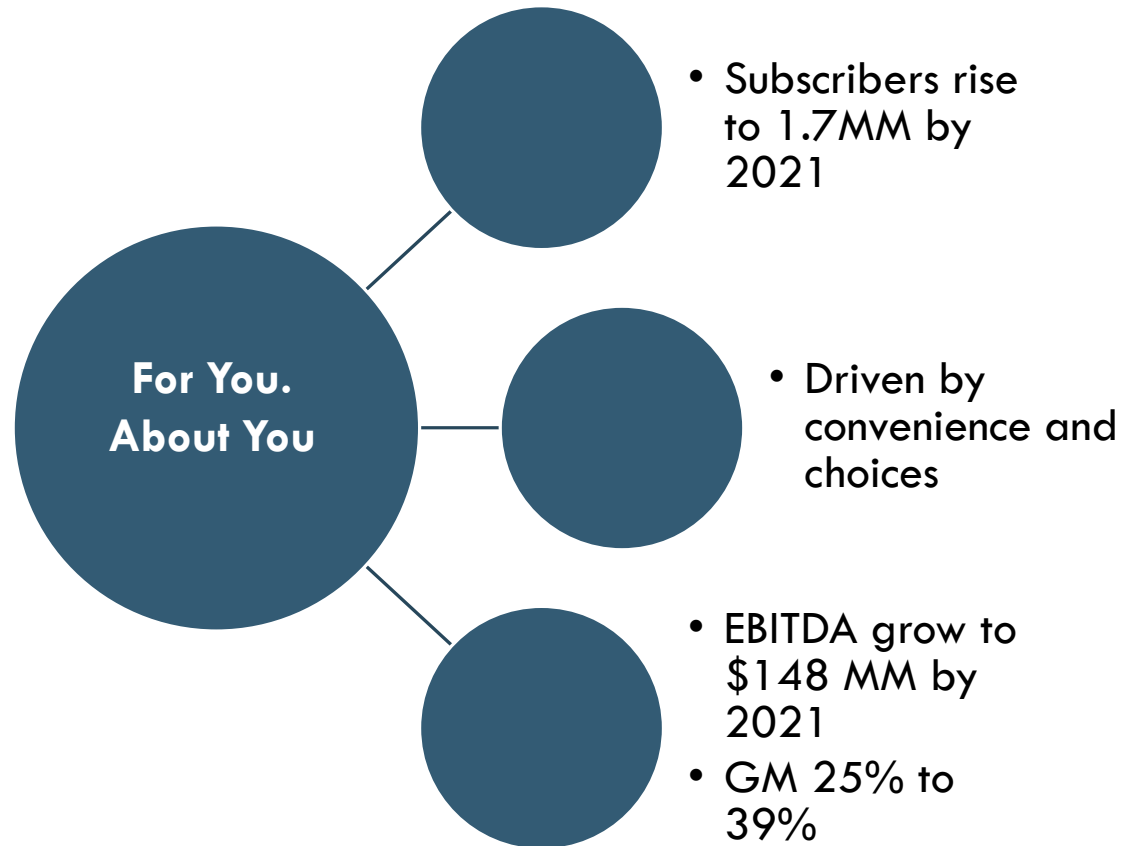 For You.
About You
• Subscribers rise
to 1.7MM by
2021
• Driven by
convenience and
choices
• EBITDA grow to
$148 MM by
2021
• GM 25% to
39%